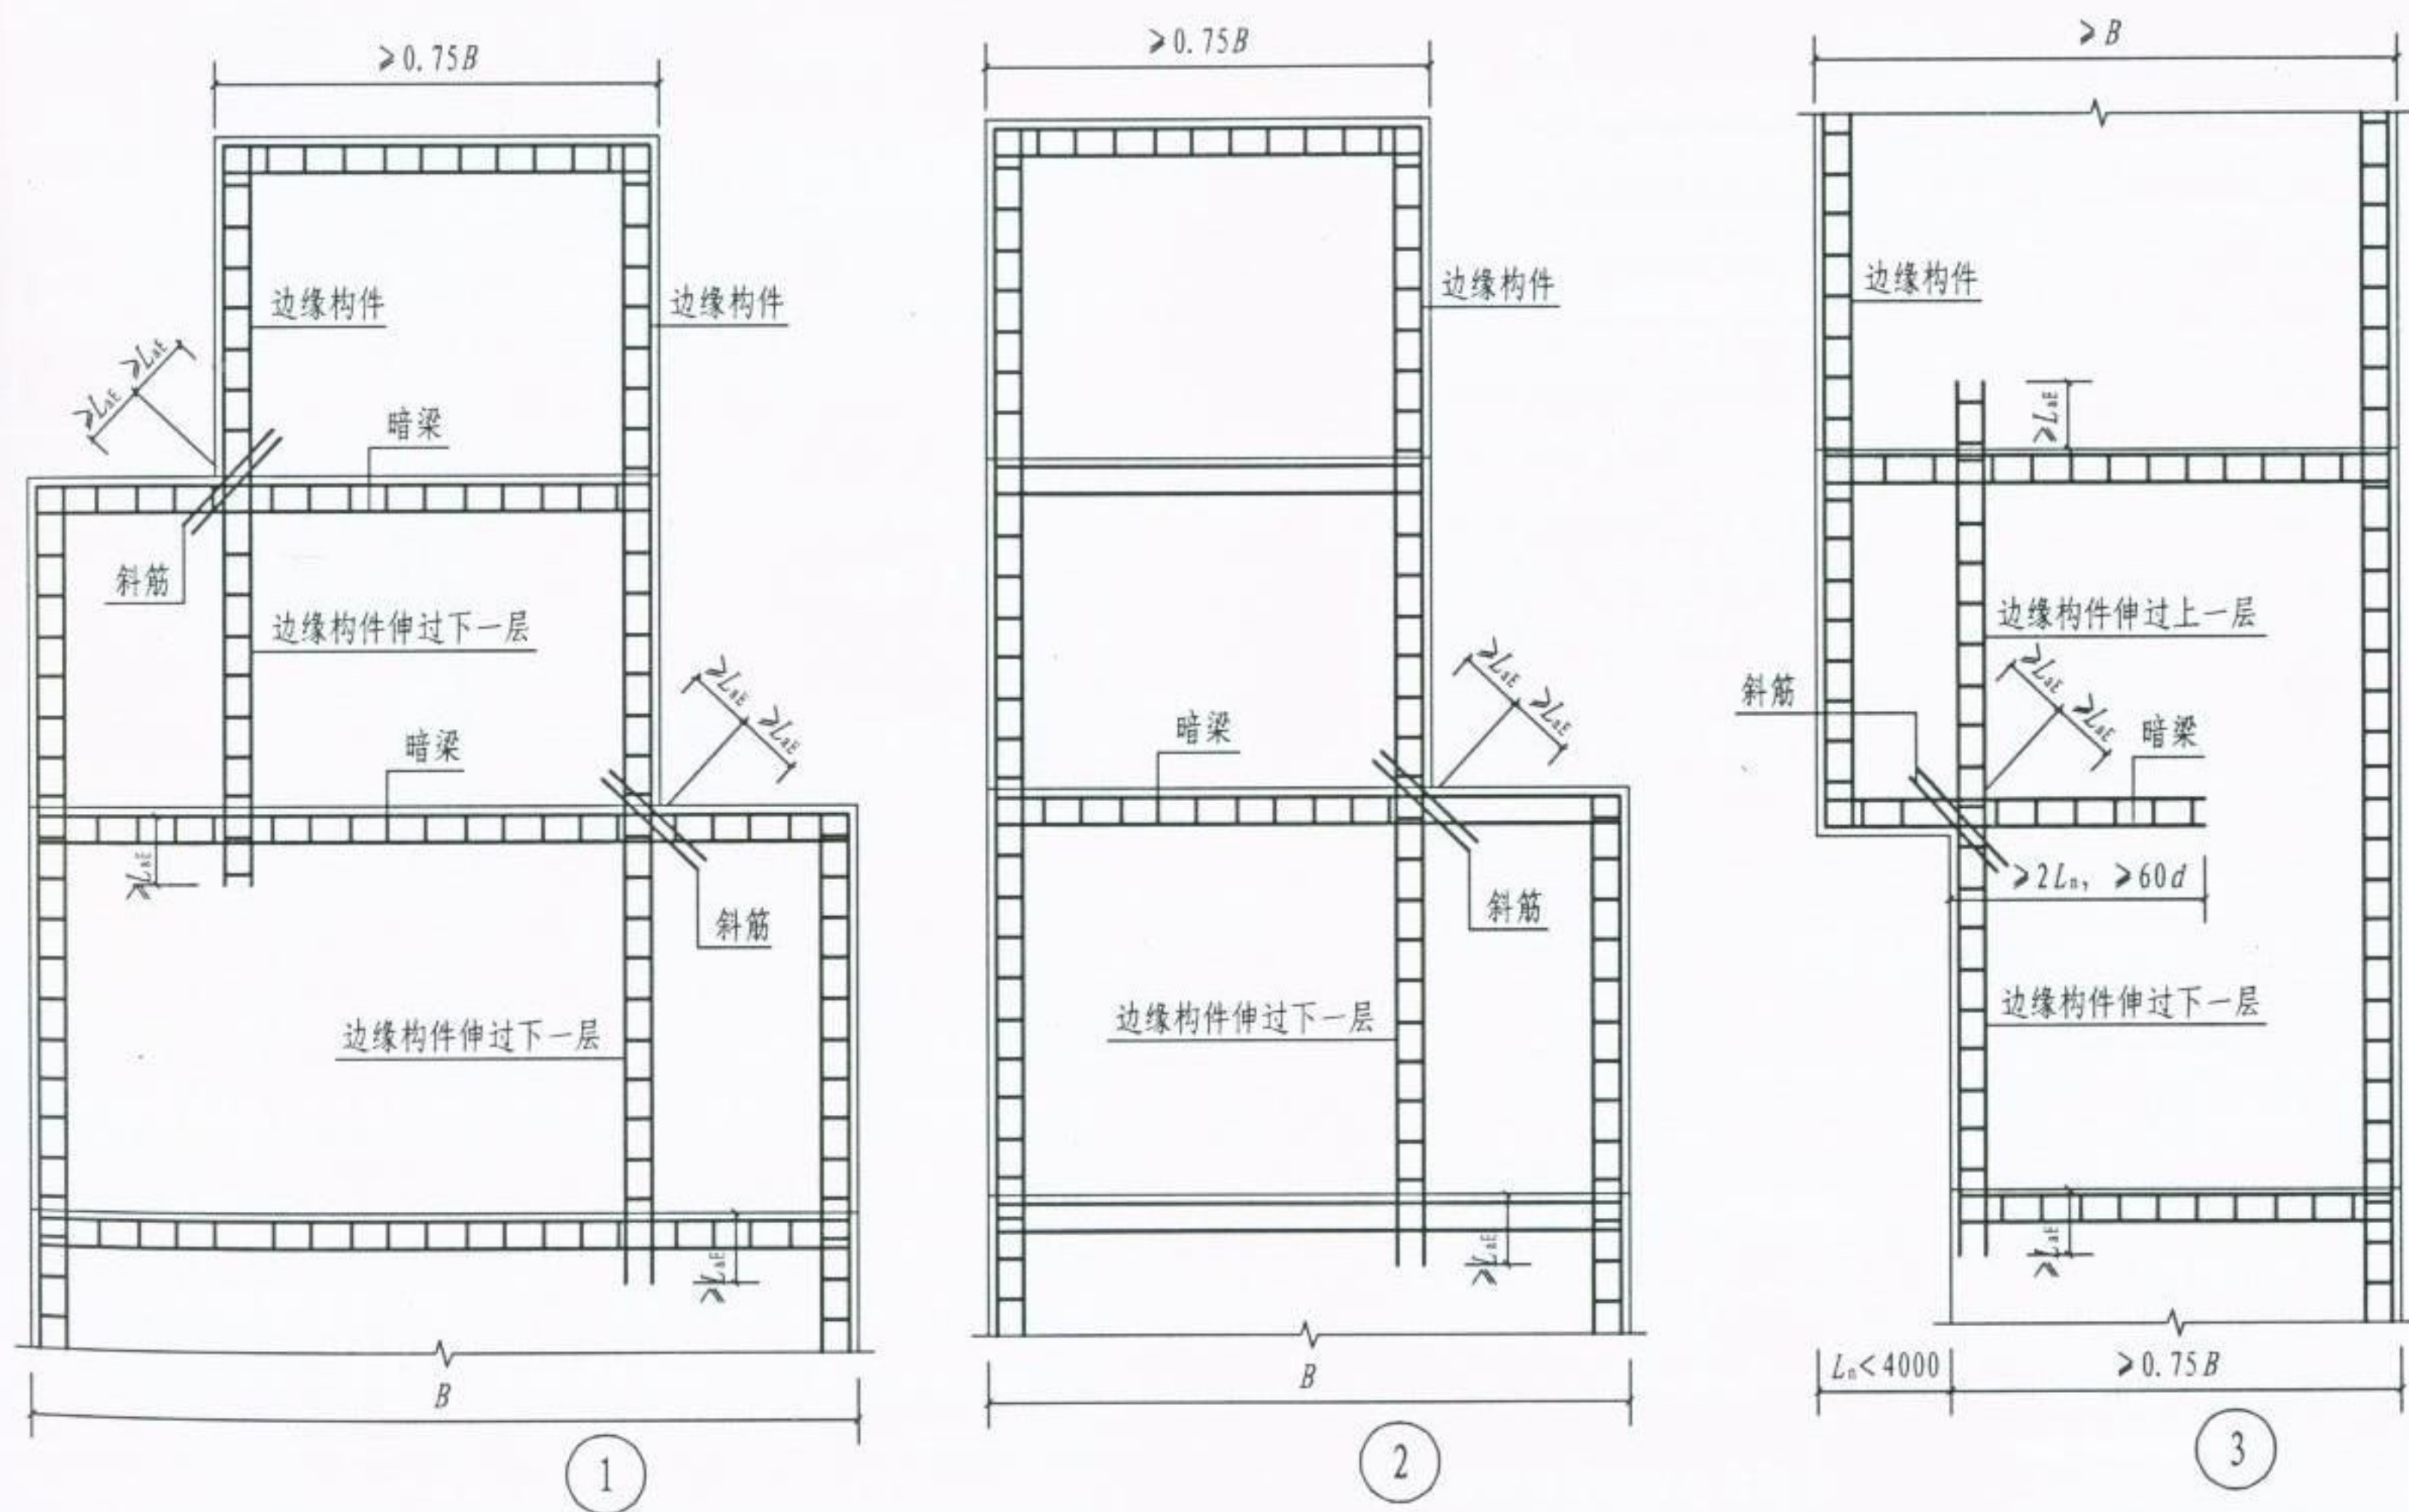 ≥0.75B
边缘构件
边缘构件
≥LaE ≥LaE
暗梁
斜筋
边缘构件伸过下一层
≥LaE ≥LaE
暗梁
≥LaE
斜筋
边缘构件伸过下一层
≥LaE
B
1
≥0.75B
边缘构件
≥LaE ≥LaE
暗梁
斜筋
边缘构件伸过下一层
≥LaE
B
2
≥B
边缘构件
≥LaE
边缘构件伸过上一层
斜筋
≥LaE ≥LaE
暗梁
≥2Ln, ≥60d
边缘构件伸过下一层
≥LaE
Ln<4000
≥0.75B
3